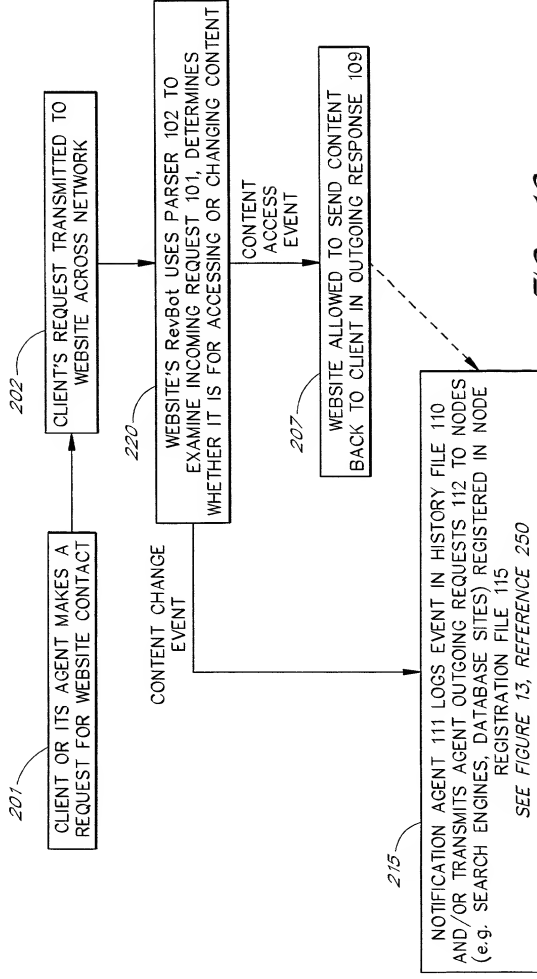 201
CLIENT OR ITS AGENT MAKES A
REQUEST FOR WEBSITE CONTACT
202
CLIENT'S REQUEST TRANSMITTED TO
WEBSITE ACROSS NETWORK
220
WEBSITE'S RevBot USES PARSER 102 TO
EXAMINE INCOMING REQUEST 101, DETERMINES
WHETHER IT IS FOR ACCESSING OR CHANGING CONTENT
CONTENT CHANGE
EVENT
CONTENT
ACCESS
EVENT
207
WEBSITE ALLOWED TO SEND CONTENT
BACK TO CLIENT IN OUTGOING RESPONSE 109
215
NOTIFICATION AGENT 111 LOGS EVENT IN HISTORY FILE 110
AND/OR TRANSMITS AGENT OUTGOING REQUESTS 112 TO NODES
(e.g. SEARCH ENGINES, DATABASE SITES) REGISTERED IN NODE
REGISTRATION FILE 115
SEE FIGURE 13, REFERENCE 250